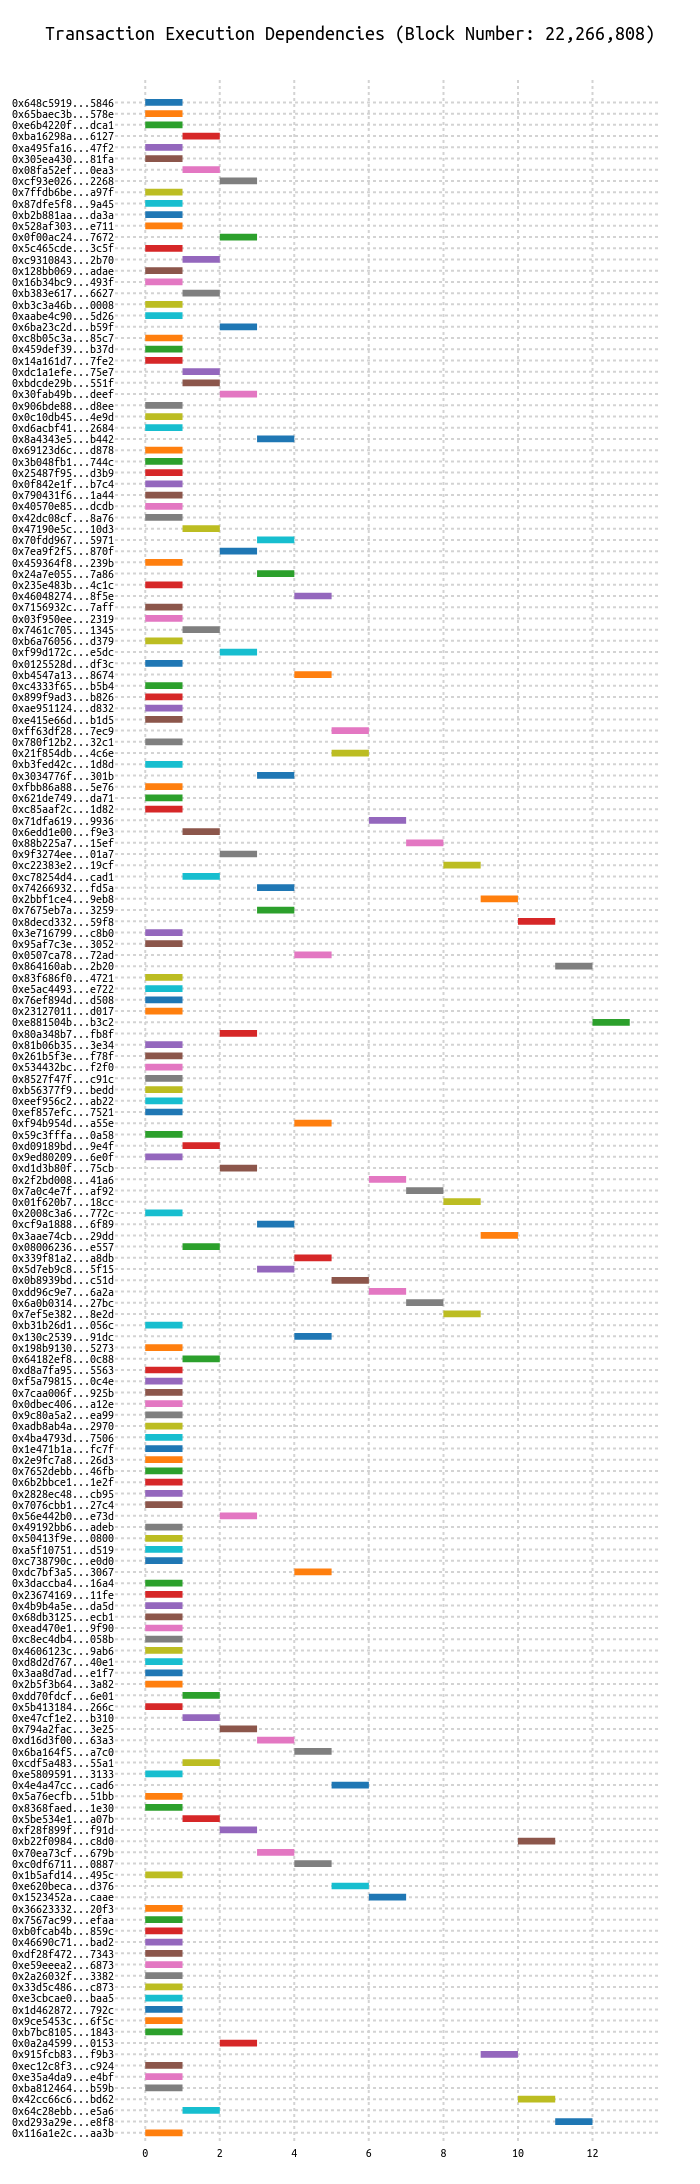 Transaction Execution Dependencies (Block Number: 22,266,808)
0x648c5919...5846
0x65baec3b...578e
0xe6b4220f...dca1
0xba16298a...6127
0xa495fa16...47f2
0x305ea430...81fa
0x08fa52ef...0ea3
0xcf93e026...2268
0x7ffdb6be...a97f
0x87dfe5f8...9a45
0xb2b881aa...da3a
0x528af303...e711
0x0f00ac24...7672
0x5c465cde...3c5f
0xc9310843...2b70
0x128bb069...adae
0x16b34bc9...493f
0xb383e617...6627
0xb3c3a46b...0008
0xaabe4c90...5d26
0x6ba23c2d...b59f
0xc8b05c3a...85c7
0x459def39...b37d
0x14a161d7...7fe2
0xdc1a1efe...75e7
0xbdcde29b...551f
0x30fab49b...deef
0x906bde88...d8ee
0x0c10db45...4e9d
0xd6acbf41...2684
0x8a4343e5...b442
0x69123d6c...d878
0x3b048fb1...744c
0x25487f95...d3b9
0x0f842e1f...b7c4
0x790431f6...1a44
0x40570e85...dcdb
0x42dc08cf...8a76
0x47190e5c...10d3
0x70fdd967...5971
0x7ea9f2f5...870f
0x459364f8...239b
0x24a7e055...7a86
0x235e483b...4c1c
0x46048274...8f5e
0x7156932c...7aff
0x03f950ee...2319
0x7461c705...1345
0xb6a76056...d379
0xf99d172c...e5dc
0x0125528d...df3c
0xb4547a13...8674
0xc4333f65...b5b4
0x899f9ad3...b826
0xae951124...d832
0xe415e66d...b1d5
0xff63df28...7ec9
0x780f12b2...32c1
0x21f854db...4c6e
0xb3fed42c...1d8d
0x3034776f...301b
0xfbb86a88...5e76
0x621de749...da71
0xc85aaf2c...1d82
0x71dfa619...9936
0x6edd1e00...f9e3
0x88b225a7...15ef
0x9f3274ee...01a7
0xc22383e2...19cf
0xc78254d4...cad1
0x74266932...fd5a
0x2bbf1ce4...9eb8
0x7675eb7a...3259
0x8decd332...59f8
0x3e716799...c8b0
0x95af7c3e...3052
0x0507ca78...72ad
0x864160ab...2b20
0x83f686f0...4721
0xe5ac4493...e722
0x76ef894d...d508
0x23127011...d017
0xe881504b...b3c2
0x80a348b7...fb8f
0x81b06b35...3e34
0x261b5f3e...f78f
0x534432bc...f2f0
0x8527f47f...c91c
0xb56377f9...bedd
0xeef956c2...ab22
0xef857efc...7521
0xf94b954d...a55e
0x59c3fffa...0a58
0xd09189bd...9e4f
0x9ed80209...6e0f
0xd1d3b80f...75cb
0x2f2bd008...41a6
0x7a0c4e7f...af92
0x01f620b7...18cc
0x2008c3a6...772c
0xcf9a1888...6f89
0x3aae74cb...29dd
0x08006236...e557
0x339f81a2...a8db
0x5d7eb9c8...5f15
0x0b8939bd...c51d
0xdd96c9e7...6a2a
0x6a0b0314...27bc
0x7ef5e382...8e2d
0xb31b26d1...056c
0x130c2539...91dc
0x198b9130...5273
0x64182ef8...0c88
0xd8a7fa95...5563
0xf5a79815...0c4e
0x7caa006f...925b
0x0dbec406...a12e
0x9c80a5a2...ea99
0xadb8ab4a...2970
0x4ba4793d...7506
0x1e471b1a...fc7f
0x2e9fc7a8...26d3
0x7652debb...46fb
0x6b2bbce1...1e2f
0x2828ec48...cb95
0x7076cbb1...27c4
0x56e442b0...e73d
0x49192bb6...adeb
0x50413f9e...0800
0xa5f10751...d519
0xc738790c...e0d0
0xdc7bf3a5...3067
0x3daccba4...16a4
0x23674169...11fe
0x4b9b4a5e...da5d
0x68db3125...ecb1
0xead470e1...9f90
0xc8ec4db4...058b
0x4606123c...9ab6
0xd8d2d767...40e1
0x3aa8d7ad...e1f7
0x2b5f3b64...3a82
0xdd70fdcf...6e01
0x5b413184...266c
0xe47cf1e2...b310
0x794a2fac...3e25
0xd16d3f00...63a3
0x6ba164f5...a7c0
0xcdf5a483...55a1
0xe5809591...3133
0x4e4a47cc...cad6
0x5a76ecfb...51bb
0x8368faed...1e30
0x5be534e1...a07b
0xf28f899f...f91d
0xb22f0984...c8d0
0x70ea73cf...679b
0xc0df6711...0887
0x1b5afd14...495c
0xe620beca...d376
0x1523452a...caae
0x36623332...20f3
0x7567ac99...efaa
0xb0fcab4b...859c
0x46690c71...bad2
0xdf28f472...7343
0xe59eeea2...6873
0x2a26032f...3382
0x33d5c486...c873
0xe3cbcae0...baa5
0x1d462872...792c
0x9ce5453c...6f5c
0xb7bc8105...1843
0x0a2a4599...0153
0x915fcb83...f9b3
0xec12c8f3...c924
0xe35a4da9...e4bf
0xba812464...b59b
0x42cc66c6...bd62
0x64c28ebb...e5a6
0xd293a29e...e8f8
0x116a1e2c...aa3b
0 2 4 6 8 10 12